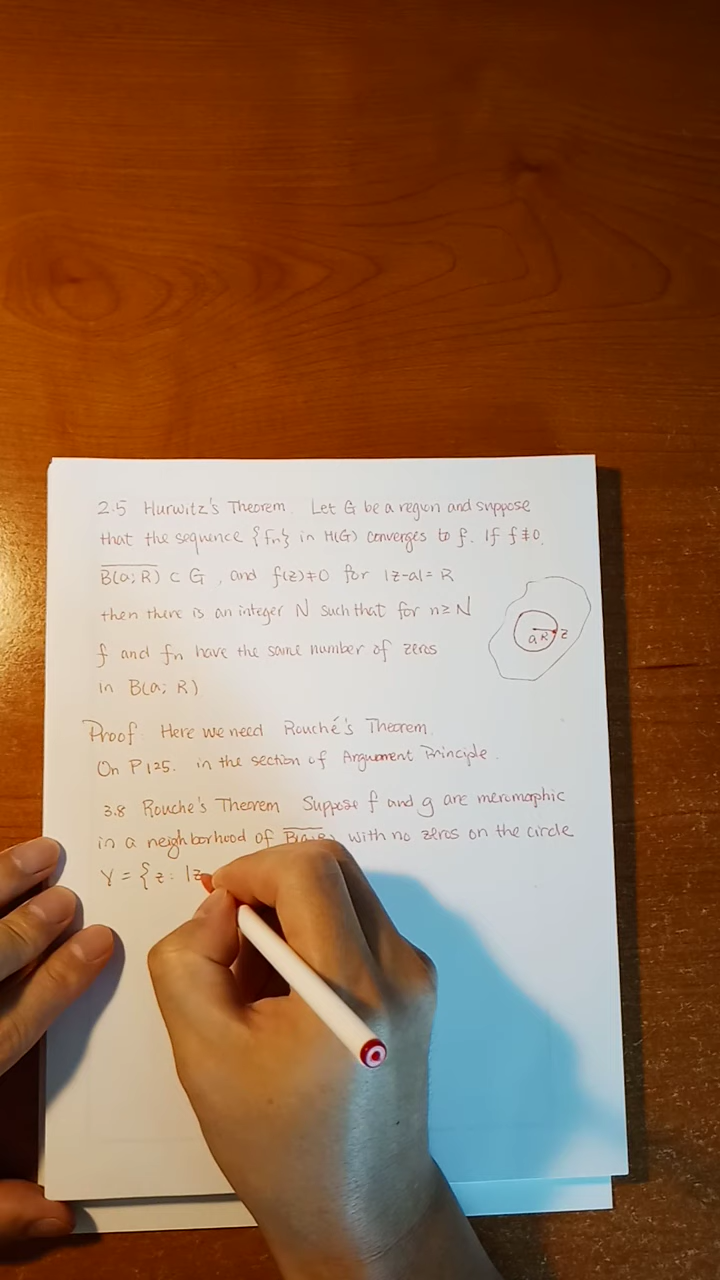 2.5 Hurwitz's Theorem. Let G be a region and suppose
that the sequence {fn} in H(G) converges to f. If f≢0,
B(a; R) ⊂ G, and f(z)≠0 for |z-a|= R
then there is an integer N such that for n≥N
f and fn have the same number of zeros
in B(a; R)
a R z
Proof: Here we need Rouché's Theorem.
On P125. in the section of Arguement Principle.
3.8 Rouche's Theorem Suppose f and g are meromorphic
in a neighborhood of with no zeros on the circle
γ = { z: |z